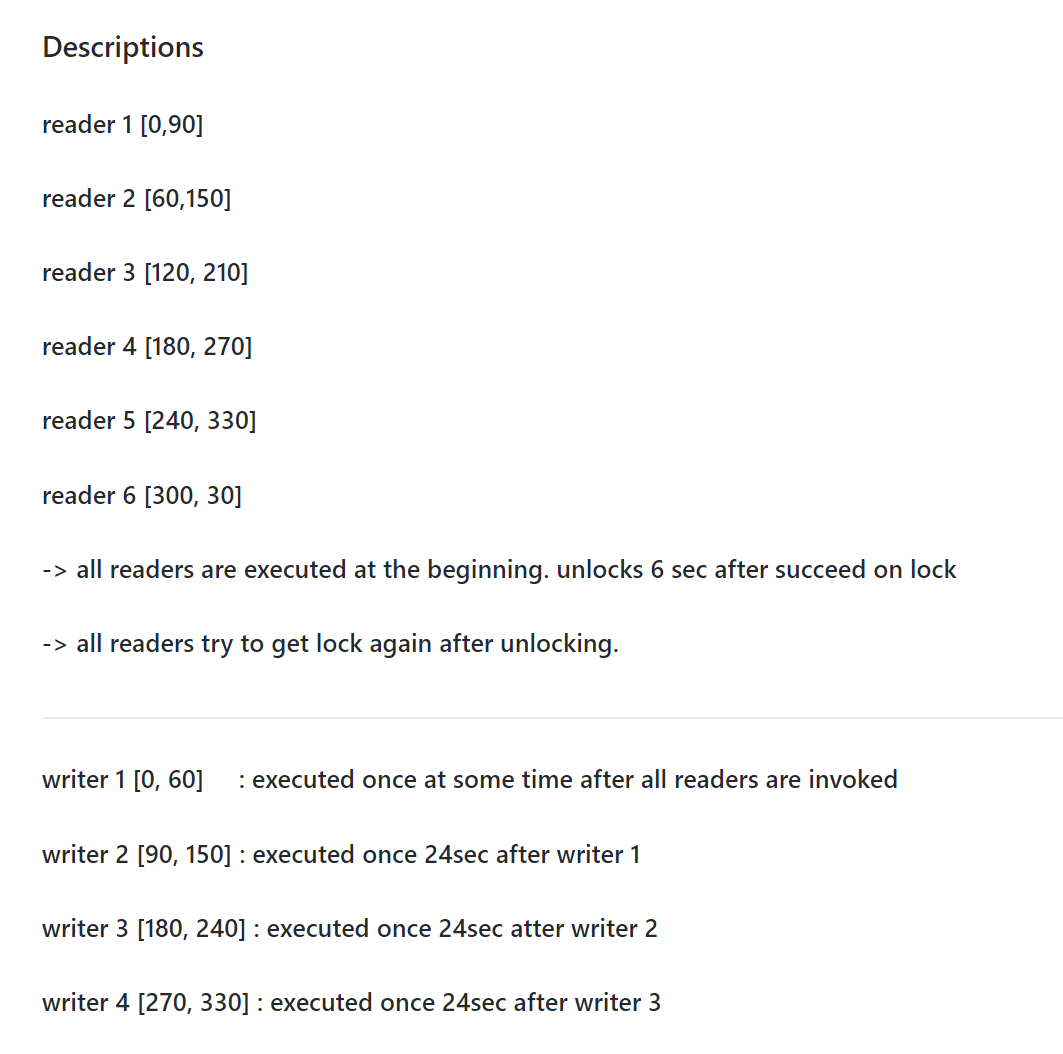 Descriptions
reader 1 [0,90]
reader 2 [60,150]
reader 3 [120, 210]
reader 4 [180, 270]
reader 5 [240, 330]
reader 6 [300, 30]
-> all readers are executed at the beginning. unlocks 6 sec after succeed on lock
-> all readers try to get lock again after unlocking.
writer 1 [0, 60] : executed once at some time after all readers are invoked
writer 2 [90, 150] : executed once 24sec after writer 1
writer 3 [180, 240] : executed once 24sec atter writer 2
writer 4 [270, 330] : executed once 24sec after writer 3